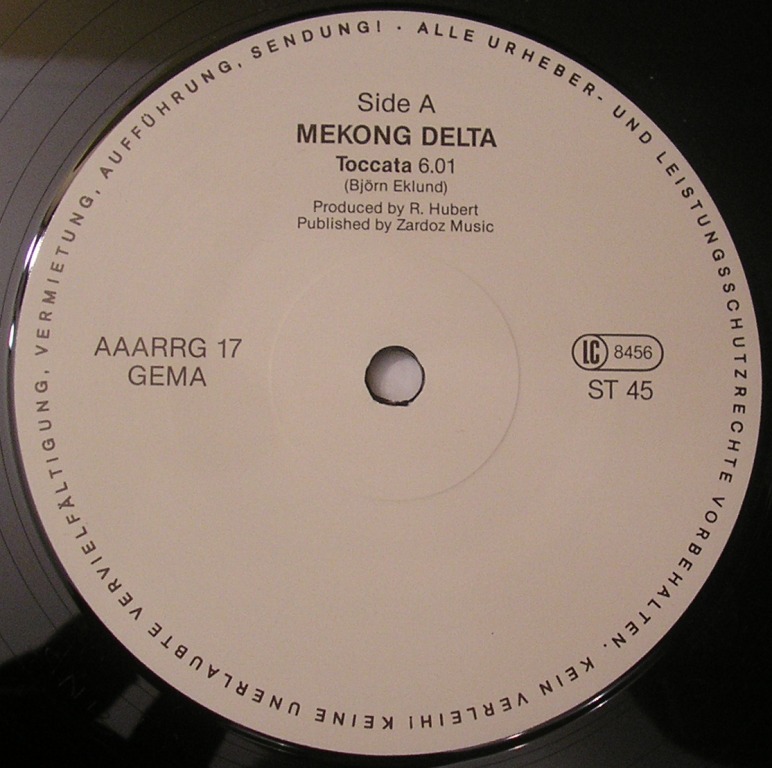 ALLE URHEBER- UND LEISTUNGSSCHUTZRECHTE VORBEHALTEN. KEIN VERLEIH! KEINE UNERLAUBTE VERVIELFÄLTIGUNG, VERMIETUNG, AUFFÜHRUNG, SENDUNG! ·
Side A
MEKONG DELTA
Toccata 6.01
(Björn Eklund)
Produced by R. Hubert
Published by Zardoz Music
AAARRG 17
GEMA
LC 8456
ST 45